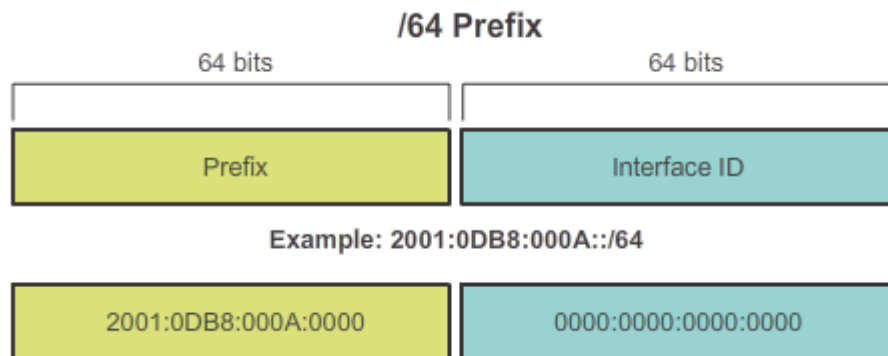 /64 Prefix
64 bits 64 bits
Prefix Interface ID
Example: 2001:0DB8:000A::/64
2001:0DB8:000A:0000 0000:0000:0000:0000